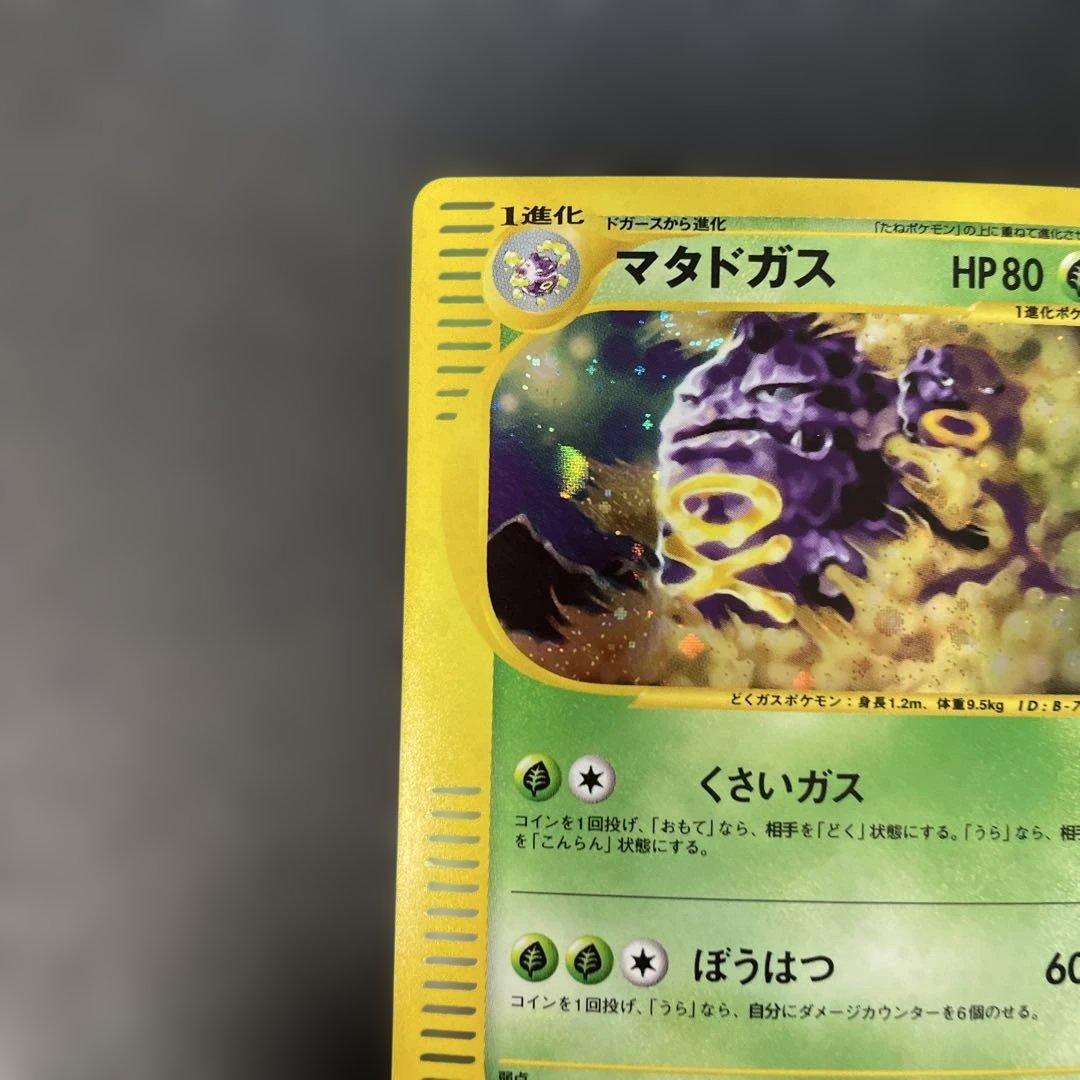 1進化
ドガースから進化
「たねポケモン」の上に重ねて進化させ
マタドガス HP80
1進化ポケ
どくガスポケモン：身長1.2m、体重9.5kg ID:B-7
くさいガス
コインを1回投げ、「おもて」なら、相手を「どく」状態にする。「うら」なら、相手
を「こんらん」状態にする。
ぼうはつ 60
コインを1回投げ、「うら」なら、自分にダメージカウンターを6個のせる。
弱点